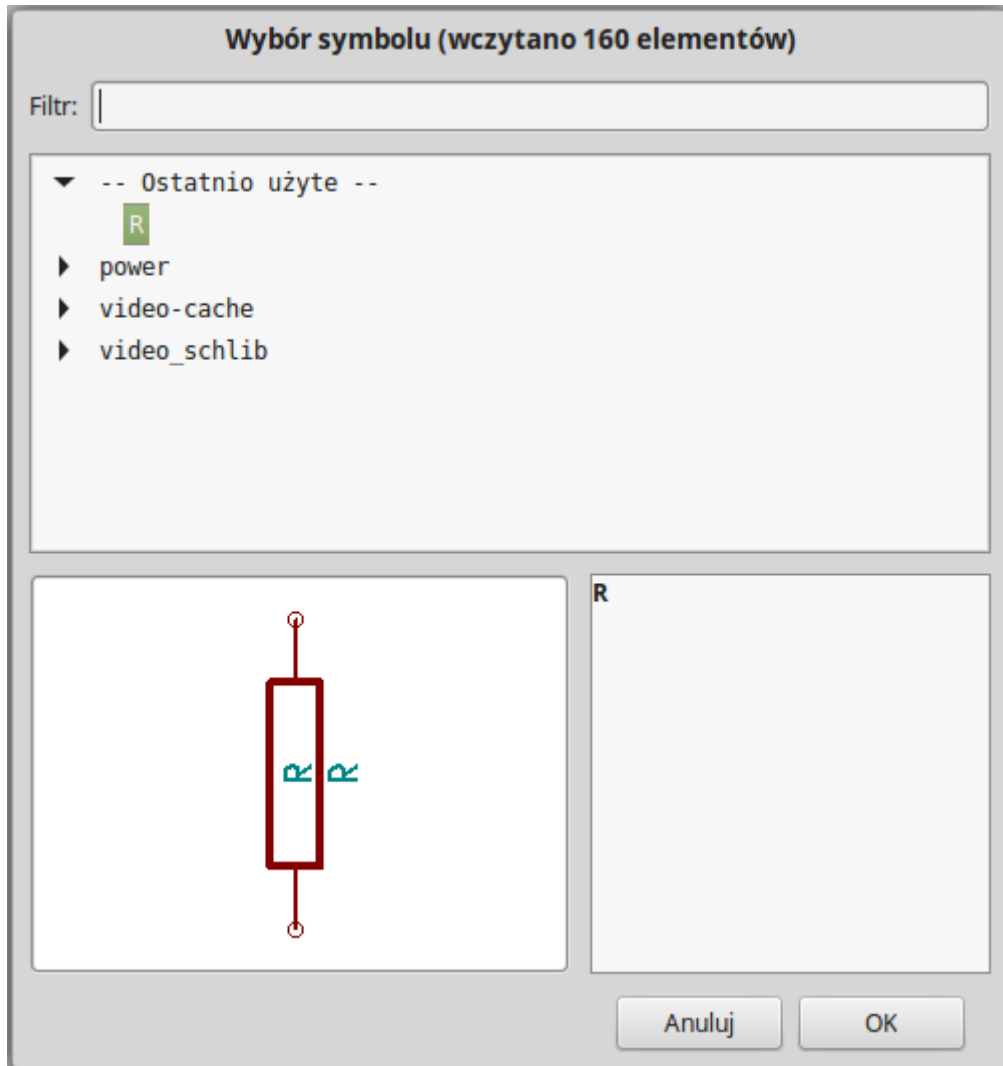 Wybór symbolu (wczytano 160 elementów)
Filtr:
-- Ostatnio użyte --
R
power
video-cache
video_schlib
R R
R
Anuluj OK